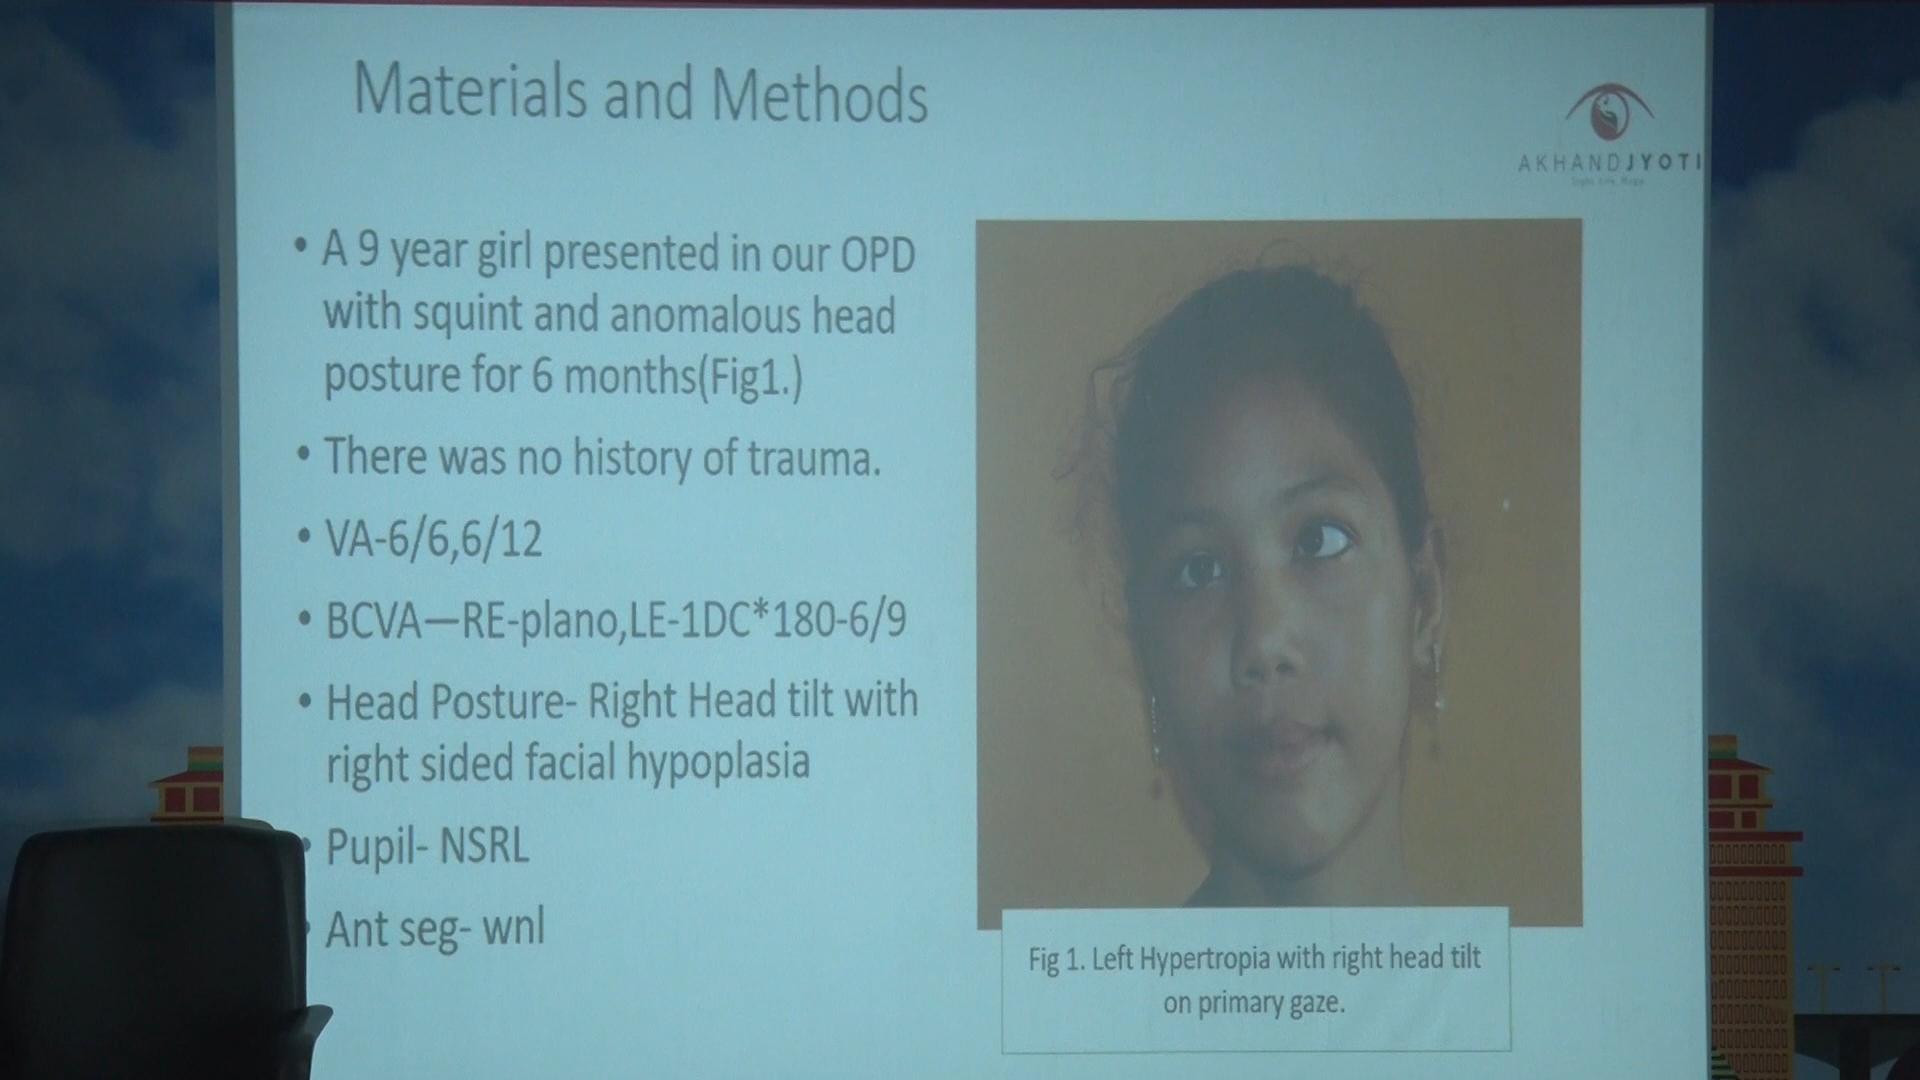 Materials and Methods
AKHANDJYOTI
• A 9 year girl presented in our OPD
with squint and anomalous head
posture for 6 months(Fig1.)
• There was no history of trauma.
• VA-6/6,6/12
• BCVA—RE-plano,LE-1DC*180-6/9
• Head Posture- Right Head tilt with
right sided facial hypoplasia
• Pupil- NSRL
• Ant seg- wnl
Fig 1. Left Hypertropia with right head tilt
on primary gaze.